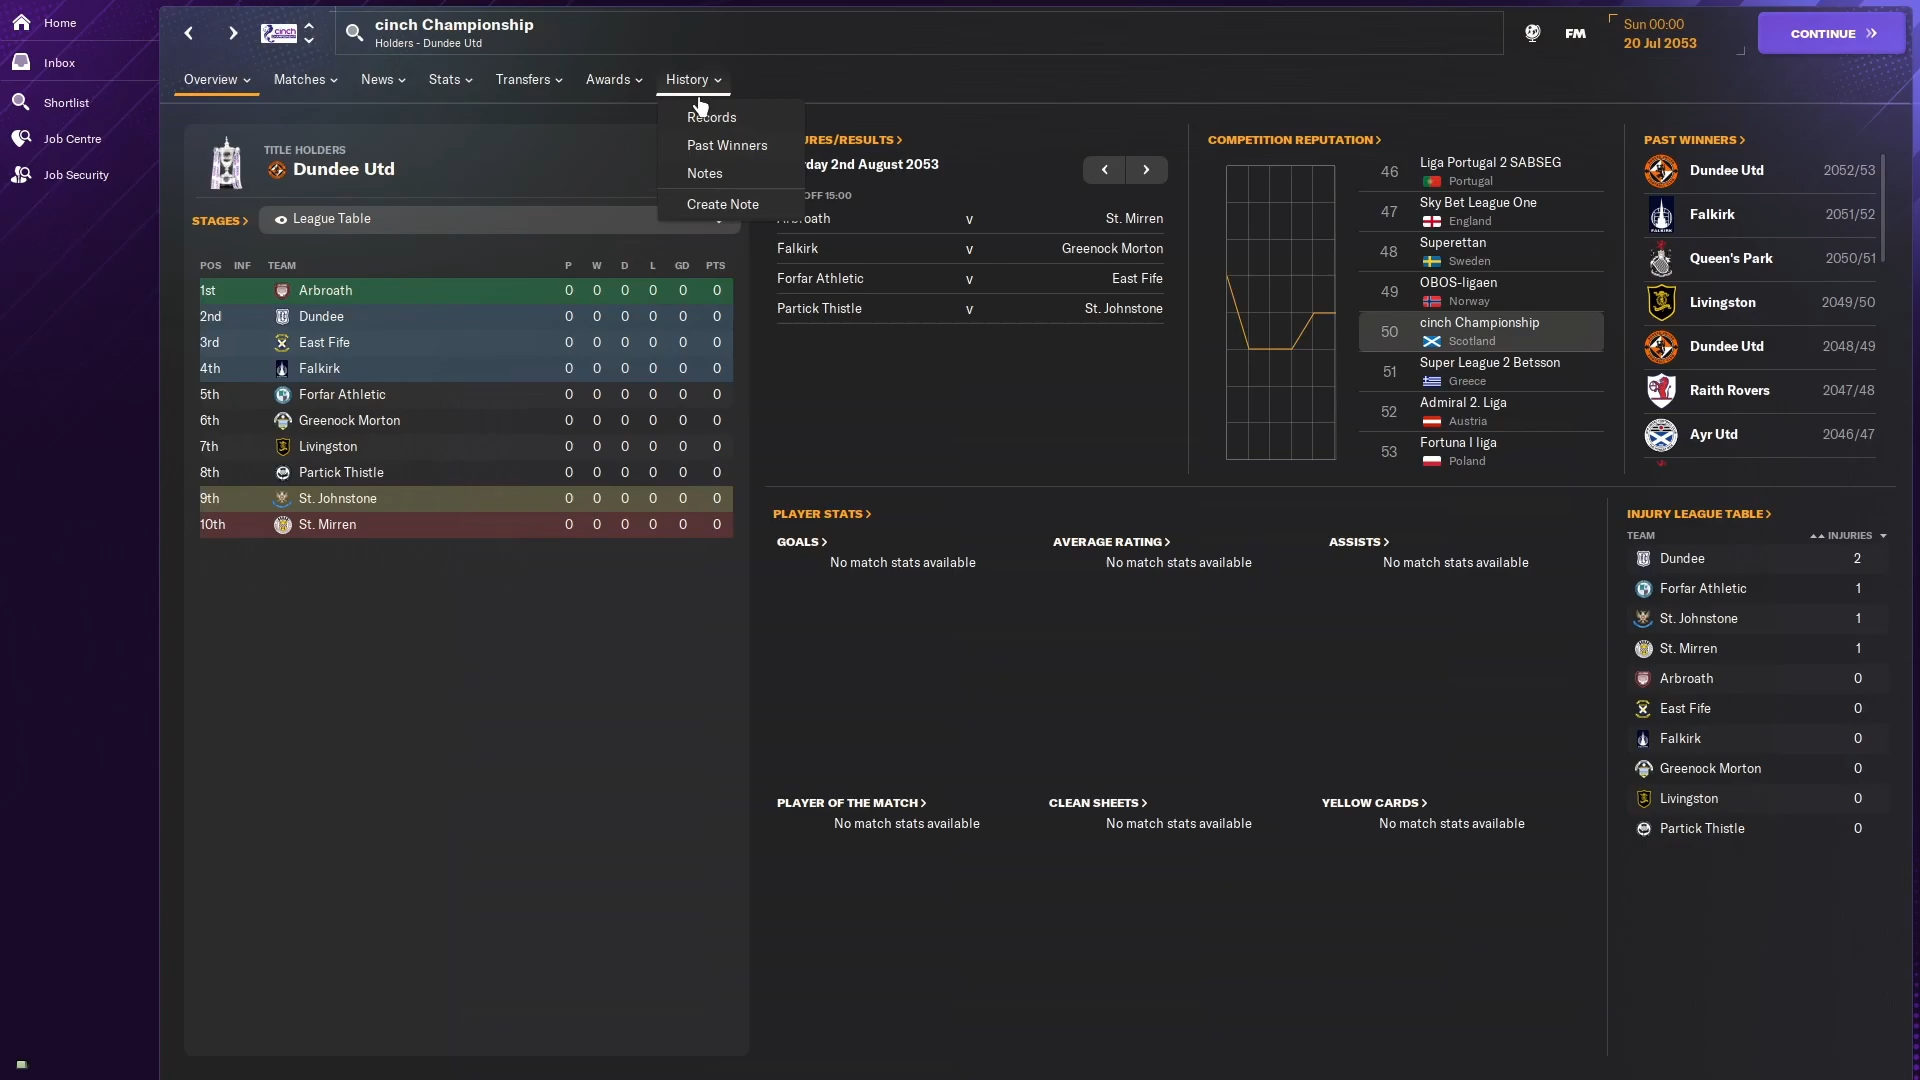 Home
Inbox
Shortlist
Job Centre
Job Security
cinch
cinch Championship
Holders - Dundee Utd
FM
Sun 00:00
20 Jul 2053
CONTINUE
Overview
Matches
News
Stats
Transfers
Awards
History
Records
Past Winners
Notes
Create Note
TITLE HOLDERS
Dundee Utd
STAGES
League Table
POS INF TEAM P W D L GD PTS
1st Arbroath 0 0 0 0 0 0
2nd Dundee 0 0 0 0 0 0
3rd East Fife 0 0 0 0 0 0
4th Falkirk 0 0 0 0 0 0
5th Forfar Athletic 0 0 0 0 0 0
6th Greenock Morton 0 0 0 0 0 0
7th Livingston 0 0 0 0 0 0
8th Partick Thistle 0 0 0 0 0 0
9th St. Johnstone 0 0 0 0 0 0
10th St. Mirren 0 0 0 0 0 0
URES/RESULTS
rday 2nd August 2053
OFF 15:00
Arbroath v St. Mirren
Falkirk v Greenock Morton
Forfar Athletic v East Fife
Partick Thistle v St. Johnstone
COMPETITION REPUTATION
46 Liga Portugal 2 SABSEG
Portugal
47 Sky Bet League One
England
48 Superettan
Sweden
49 OBOS-ligaen
Norway
50 cinch Championship
Scotland
51 Super League 2 Betsson
Greece
52 Admiral 2. Liga
Austria
53 Fortuna I liga
Poland
PAST WINNERS
Dundee Utd 2052/53
Falkirk 2051/52
Queen's Park 2050/51
Livingston 2049/50
Dundee Utd 2048/49
Raith Rovers 2047/48
Ayr Utd 2046/47
PLAYER STATS
GOALS
No match stats available
AVERAGE RATING
No match stats available
ASSISTS
No match stats available
PLAYER OF THE MATCH
No match stats available
CLEAN SHEETS
No match stats available
YELLOW CARDS
No match stats available
INJURY LEAGUE TABLE
TEAM INJURIES
Dundee 2
Forfar Athletic 1
St. Johnstone 1
St. Mirren 1
Arbroath 0
East Fife 0
Falkirk 0
Greenock Morton 0
Livingston 0
Partick Thistle 0